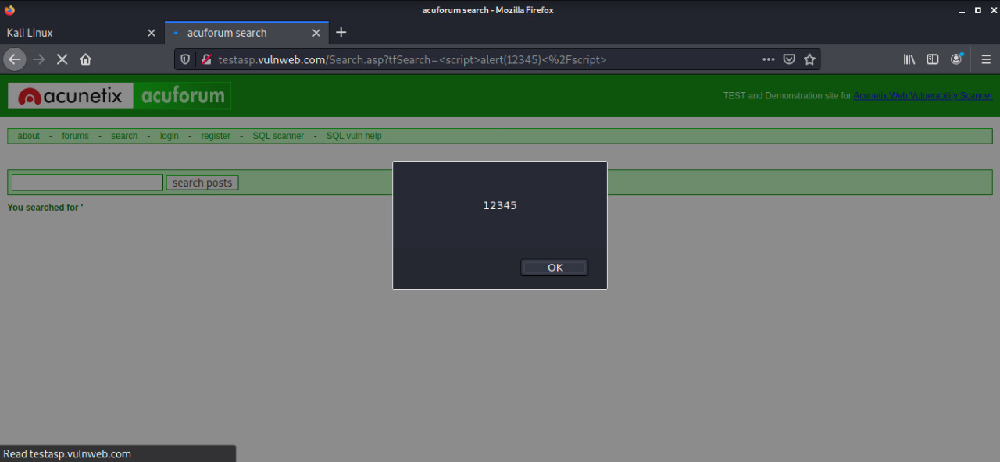 acuforum search - Mozilla Firefox
Kali Linux
acuforum search
testasp.vulnweb.com/Search.asp?tfSearch=<script>alert(12345)<%2Fscript>
acunetix acuforum
TEST and Demonstration site for Acunetix Web Vulnerability Scanner
about - forums - search - login - register - SQL scanner - SQL vuln help
search posts
You searched for '
12345
OK
Read testasp.vulnweb.com